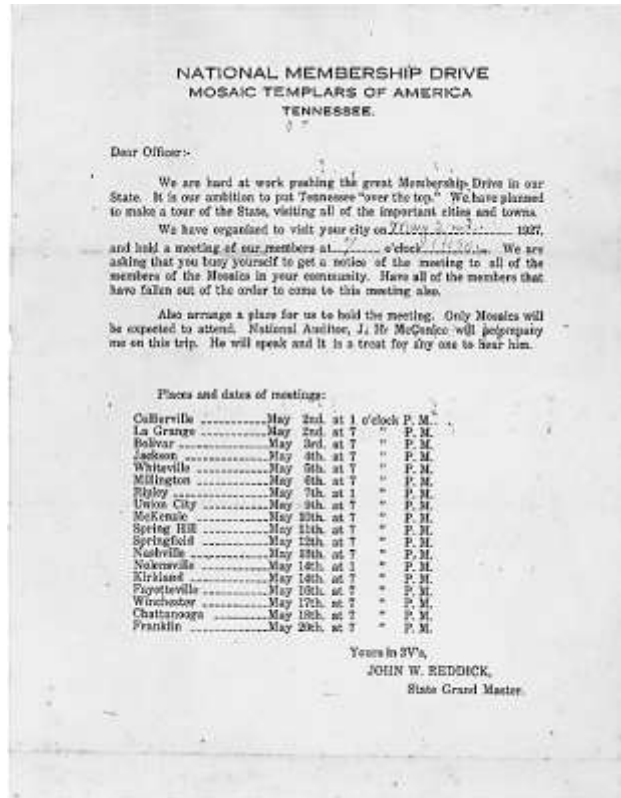 NATIONAL MEMBERSHIP DRIVE
MOSAIC TEMPLARS OF AMERICA
TENNESSEE.
Dear Officer:-
We are hard at work pushing the great Membership Drive in our
State. It is our ambition to put Tennessee "over the top." We have planned
to make a tour of the State, visiting all of the important cities and towns.
We have organized to visit your city on May 2nd. 1927,
and hold a meeting of our members at 7 o'clock We are
asking that you busy yourself to get a notice of the meeting to all of the
members of the Mosaics in your community. Have all of the members that
have fallen out of the order to come to this meeting also.
Also arrange a place for us to hold the meeting. Only Mosaics will
be expected to attend. National Auditor, J. H. McConico will accompany
me on this trip. He will speak and it is a treat for any one to hear him.
Places and dates of meetings:
Collierville ............May 2nd. at 1 o'clock P. M.
La Grange ............May 2nd. at 7 " P. M.
Bolivar ............May 3rd. at 7 " P. M.
Jackson ............May 4th. at 7 " P. M.
Whiteville ............May 5th. at 7 " P. M.
Millington ............May 6th. at 7 " P. M.
Ripley ............May 7th. at 1 " P. M.
Union City ............May 9th. at 7 " P. M.
McKenzie ............May 10th. at 7 " P. M.
Spring Hill ............May 11th. at 7 " P. M.
Springfield ............May 12th. at 7 " P. M.
Nashville ............May 13th. at 7 " P. M.
Nolensville ............May 14th. at 1 " P. M.
Kirkland ............May 14th. at 7 " P. M.
Fayetteville ............May 16th. at 7 " P. M.
Winchester ............May 17th. at 7 " P. M.
Chattanooga ............May 18th. at 7 " P. M.
Franklin ............May 20th. at 7 " P. M.
Yours in 3V's,
JOHN W. REDDICK,
State Grand Master.